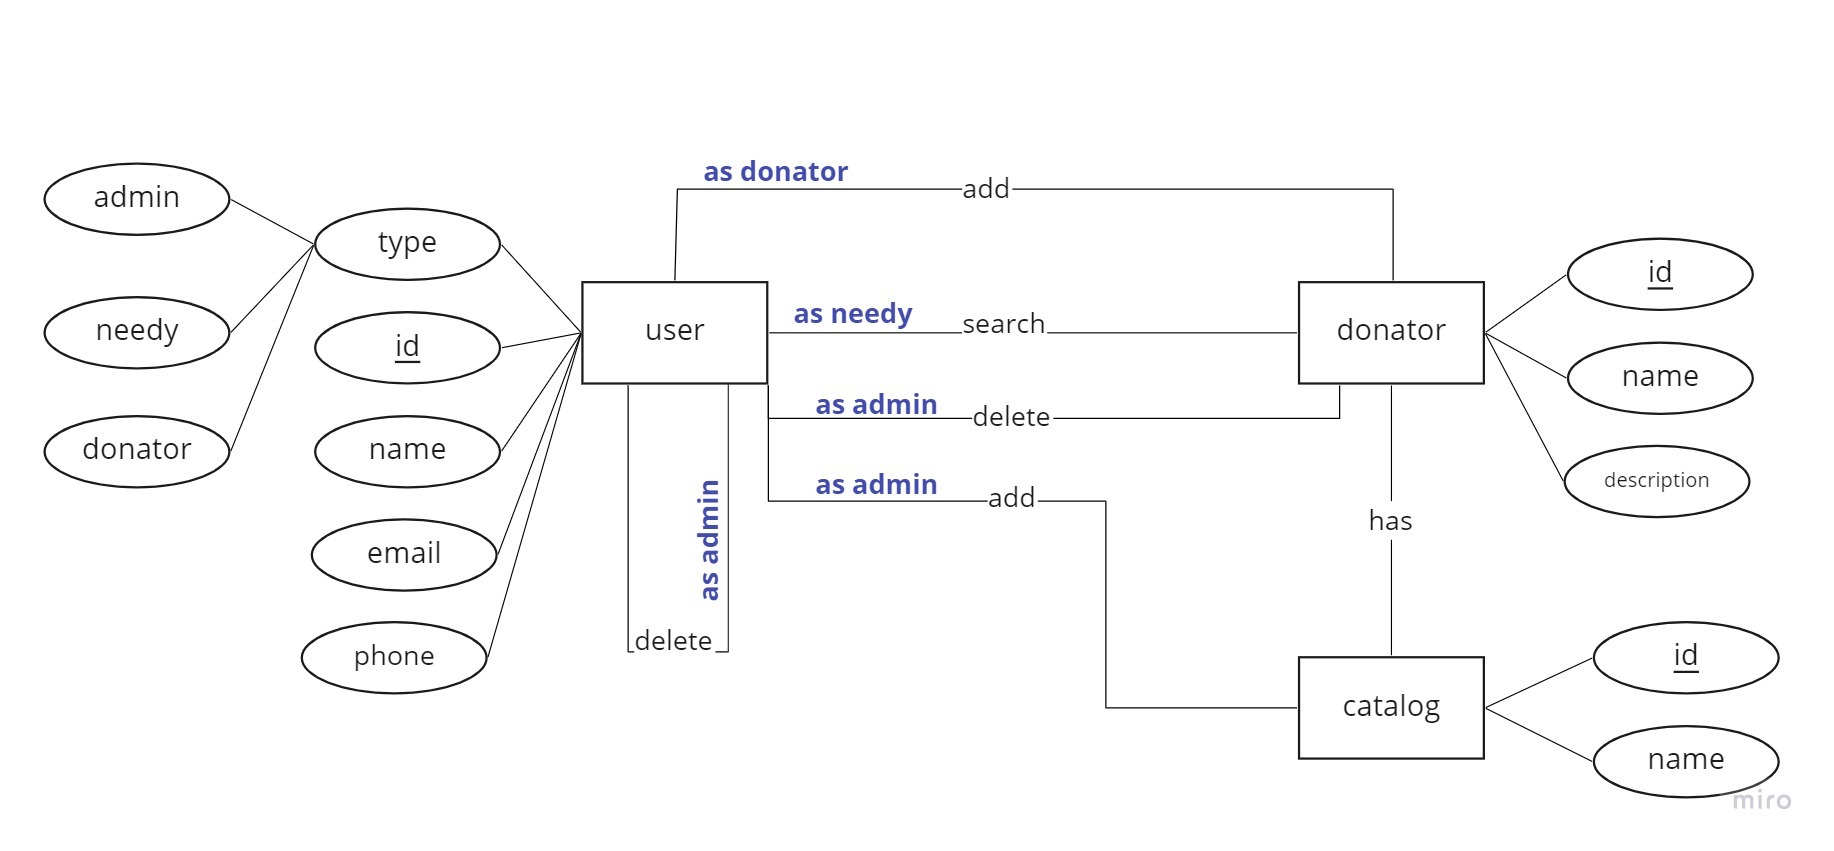 as donator
add
admin
type
id
as needy
search
needy
id
user
donator
name
as admin
delete
donator
name
description
as admin
add
as admin
has
email
phone
delete
id
catalog
name
miro